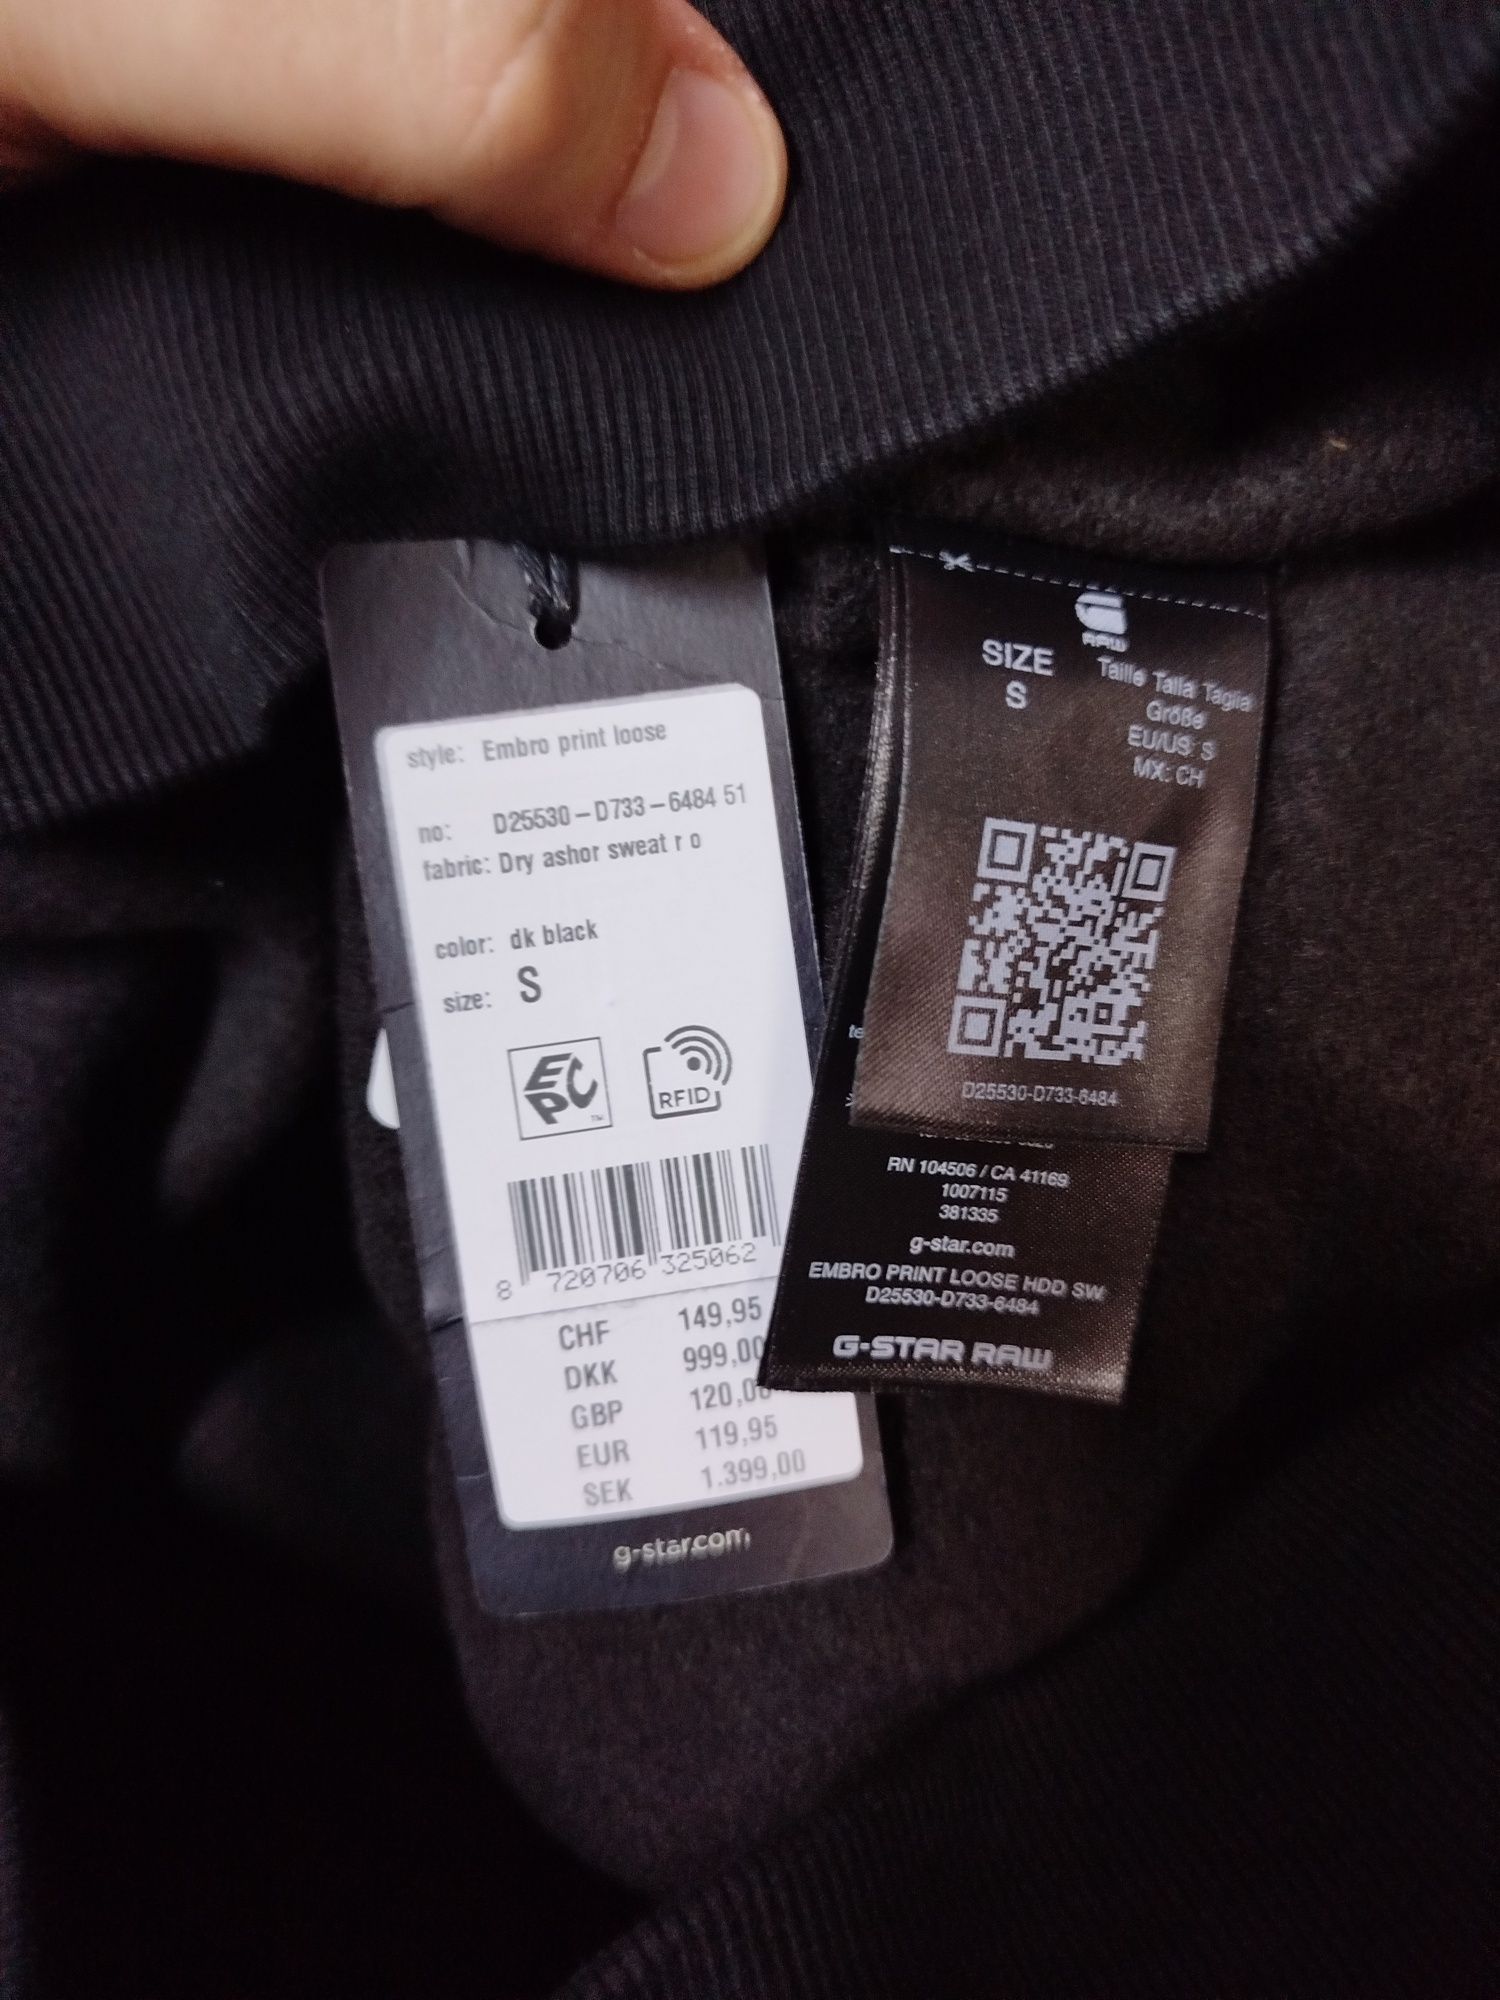 style: Embro print loose
no: D25530-D733-6484 51
fabric: Dry ashor sweat r o
color: dk black
size: S
EPC™
RFID
8 720706 325062
CHF 149,95
DKK 999,00
GBP 120,00
EUR 119,95
SEK 1.399,00
g-star.com
RAW
SIZE
S
Taille Talla Taglia
Größe
EU/US: S
MX: CH
D25530-D733-6484
te
RN 104506 / CA 41169
1007115
381335
g-star.com
EMBRO PRINT LOOSE HDD SW
D25530-D733-6484
G-STAR RAW